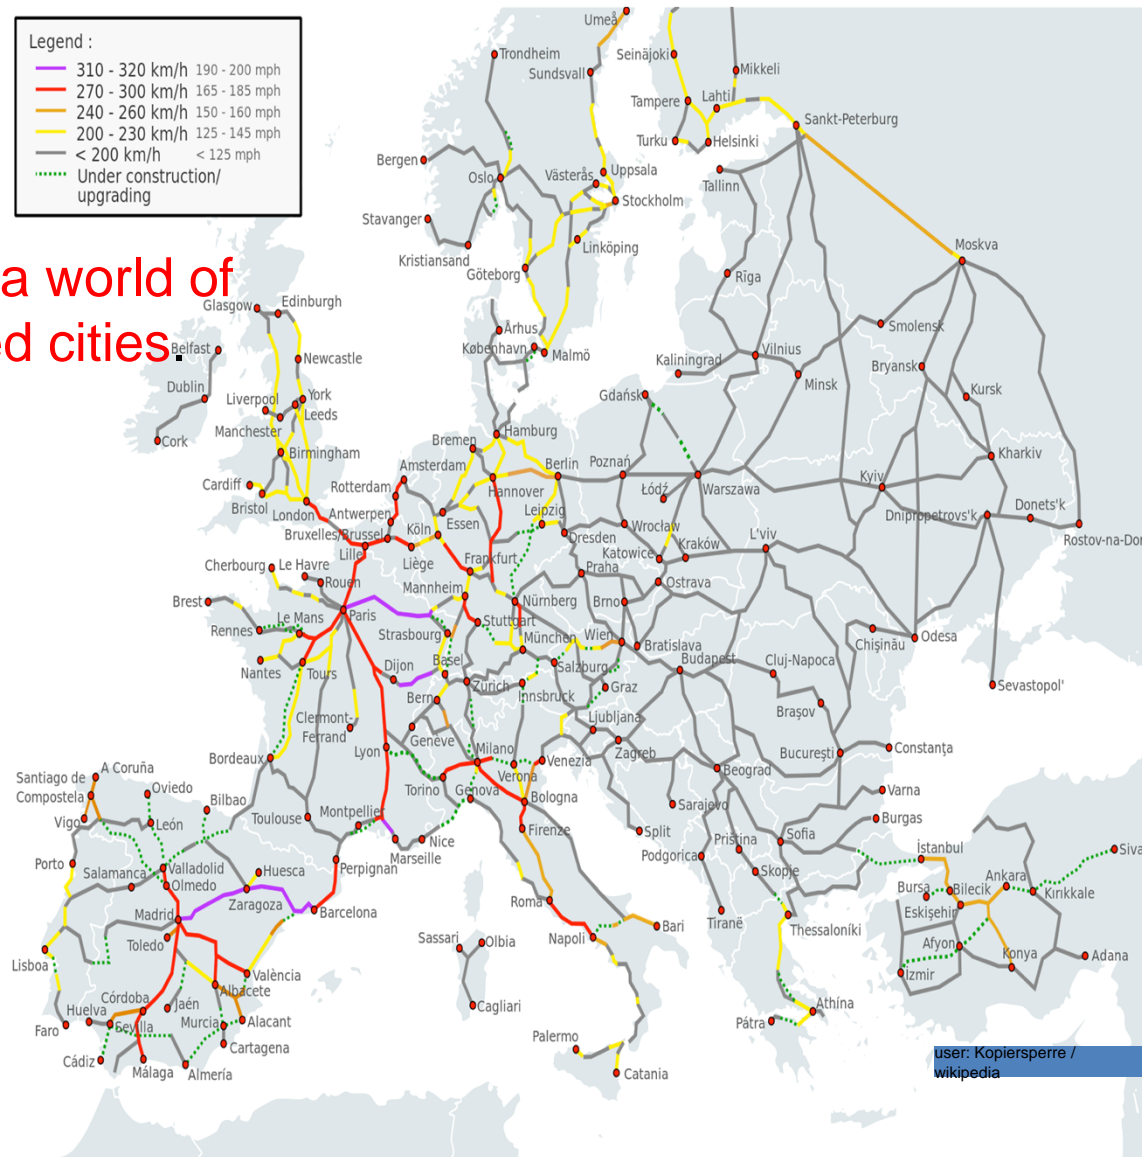 Legend :
310 - 320 km/h 190 - 200 mph
270 - 300 km/h 165 - 185 mph
240 - 260 km/h 150 - 160 mph
200 - 230 km/h 125 - 145 mph
< 200 km/h < 125 mph
Under construction/
upgrading
a world of
ed cities.
Umeå
Trondheim
Sundsvall
Seinäjoki
Mikkeli
Tampere
Lahti
Sankt-Peterburg
Turku
Helsinki
Bergen
Oslo
Västerås
Uppsala
Tallinn
Stockholm
Stavanger
Kristiansand
Linköping
Göteborg
Moskva
Rīga
Glasgow
Edinburgh
Århus
København
Malmö
Smolensk
Belfast
Newcastle
Kaliningrad
Vilnius
Minsk
Bryansk
Dublin
Liverpool
York
Leeds
Gdańsk
Kursk
Manchester
Cork
Birmingham
Bremen
Hamburg
Kharkiv
Amsterdam
Berlin
Poznań
Cardiff
Rotterdam
Hannover
Łódź
Warszawa
Kyiv
Bristol
London
Antwerpen
Essen
Leipzig
Dnipropetrovs'k
Donets'k
Bruxelles/Brussel
Köln
Dresden
Wrocław
L'viv
Rostov-na-Don
Lille
Liège
Frankfurt
Katowice
Kraków
Cherbourg
Le Havre
Rouen
Mannheim
Praha
Ostrava
Brest
Le Mans
Paris
Nürnberg
Brno
Rennes
Strasbourg
Stuttgart
München
Wien
Bratislava
Chişinău
Odesa
Nantes
Tours
Dijon
Basel
Zürich
Salzburg
Budapest
Cluj-Napoca
Innsbruck
Graz
Sevastopol'
Bern
Clermont-
Ferrand
Genève
Ljubljana
Braşov
Bordeaux
Lyon
Milano
Venezia
Zagreb
Bucureşti
Constanţa
Verona
Torino
Genova
Bologna
Beograd
Santiago de
Compostela
A Coruña
Oviedo
Bilbao
Varna
Vigo
León
Toulouse
Montpellier
Nice
Firenze
Sarajevo
Burgas
Marseille
Split
Priština
Sofia
İstanbul
Porto
Salamanca
Valladolid
Olmedo
Huesca
Perpignan
Podgorica
Skopje
Bursa
Bilecik
Ankara
Siva
Kırıkkale
Madrid
Zaragoza
Barcelona
Roma
Tiranë
Thessaloníki
Eskişehir
Toledo
Sassari
Olbia
Napoli
Bari
Afyon
Konya
Adana
Lisboa
València
İzmir
Albacete
Córdoba
Jaén
Cagliari
Huelva
Sevilla
Murcia
Alacant
Athína
Faro
Cartagena
Pátra
Palermo
Cádiz
Málaga
Almería
Catania
user: Kopiersperre /
wikipedia